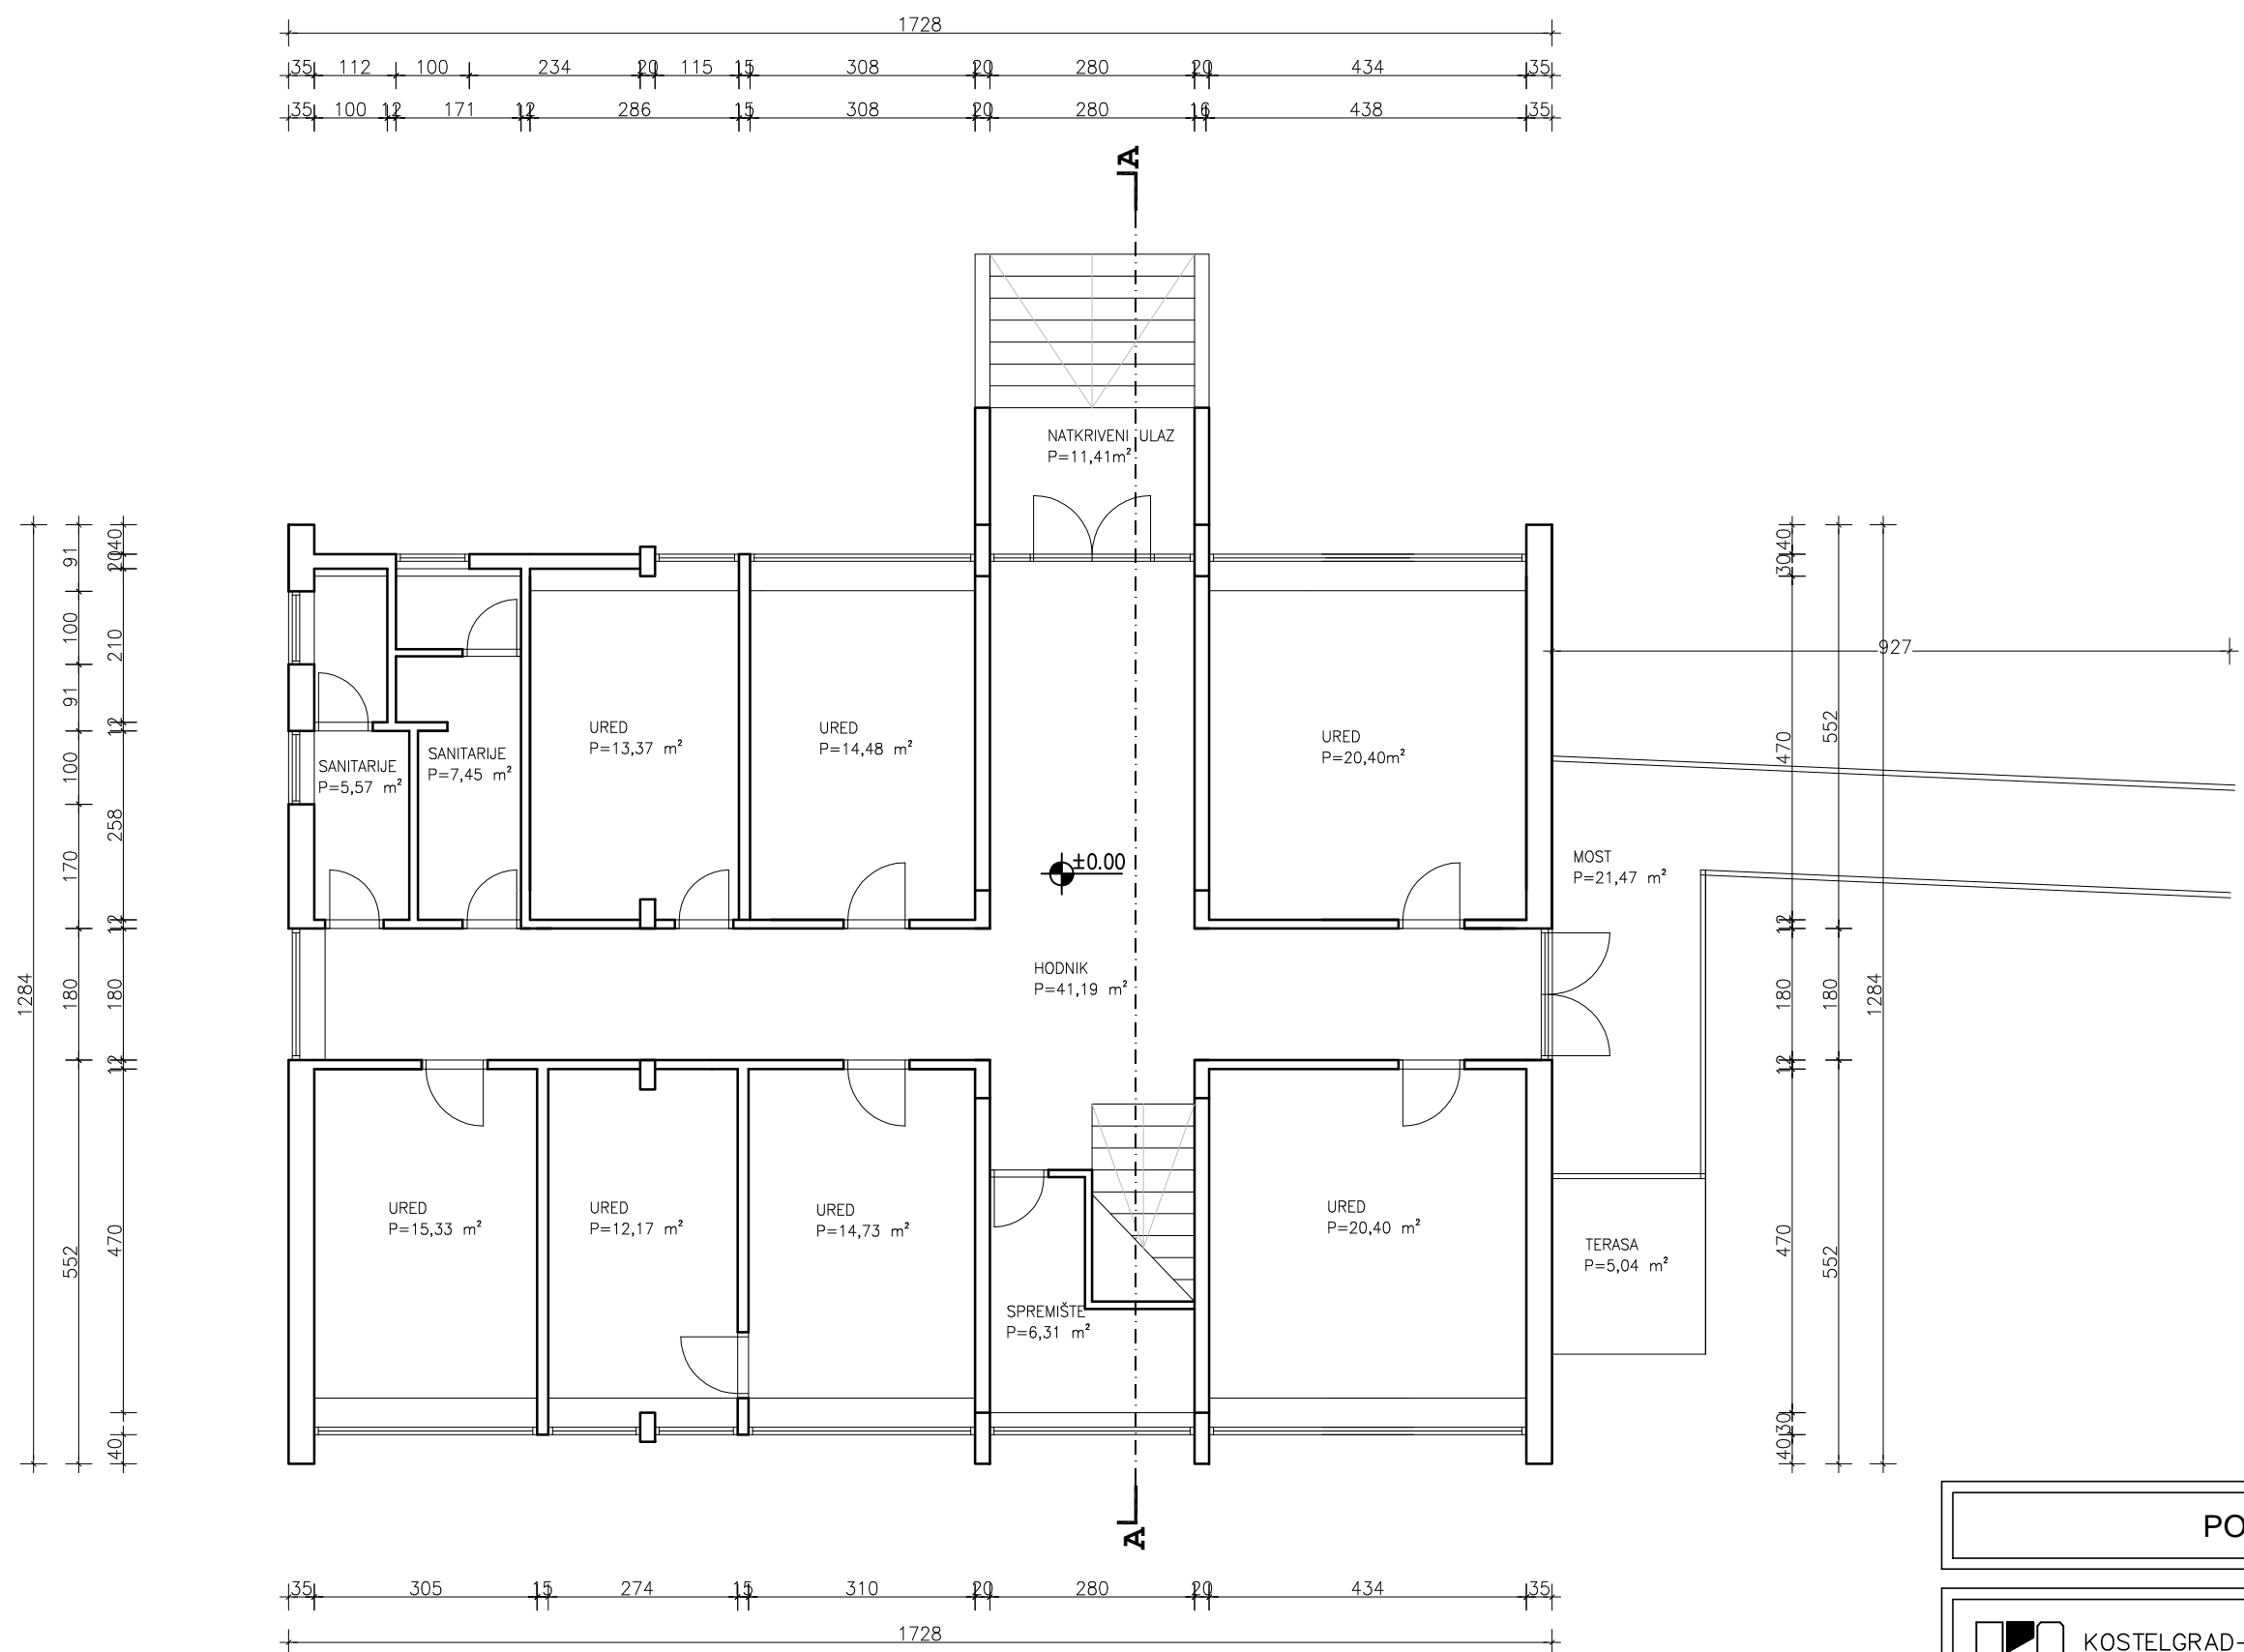 1728
35 112 100 234 20 115 15 308 20 280 20 434 35
35 100 12 171 12 286 15 308 20 280 16 438 35
A
NATKRIVENI ULAZ
P=11,41m²
91 100 91 100 170 180 552
40 20 210 12 258 12 180 12 470 40
1284
927
URED
P=13,37 m²
URED
P=14,48 m²
URED
P=20,40m²
SANITARIJE
P=7,45 m²
SANITARIJE
P=5,57 m²
±0.00
MOST
P=21,47 m²
HODNIK
P=41,19 m²
40 30 470 12 180 12 470 30 40
552 180 552
1284
URED
P=15,33 m²
URED
P=12,17 m²
URED
P=14,73 m²
URED
P=20,40 m²
TERASA
P=5,04 m²
SPREMIŠTE
P=6,31 m²
A
PO
35 305 15 274 15 310 20 280 20 434 35
1728
KOSTELGRAD-